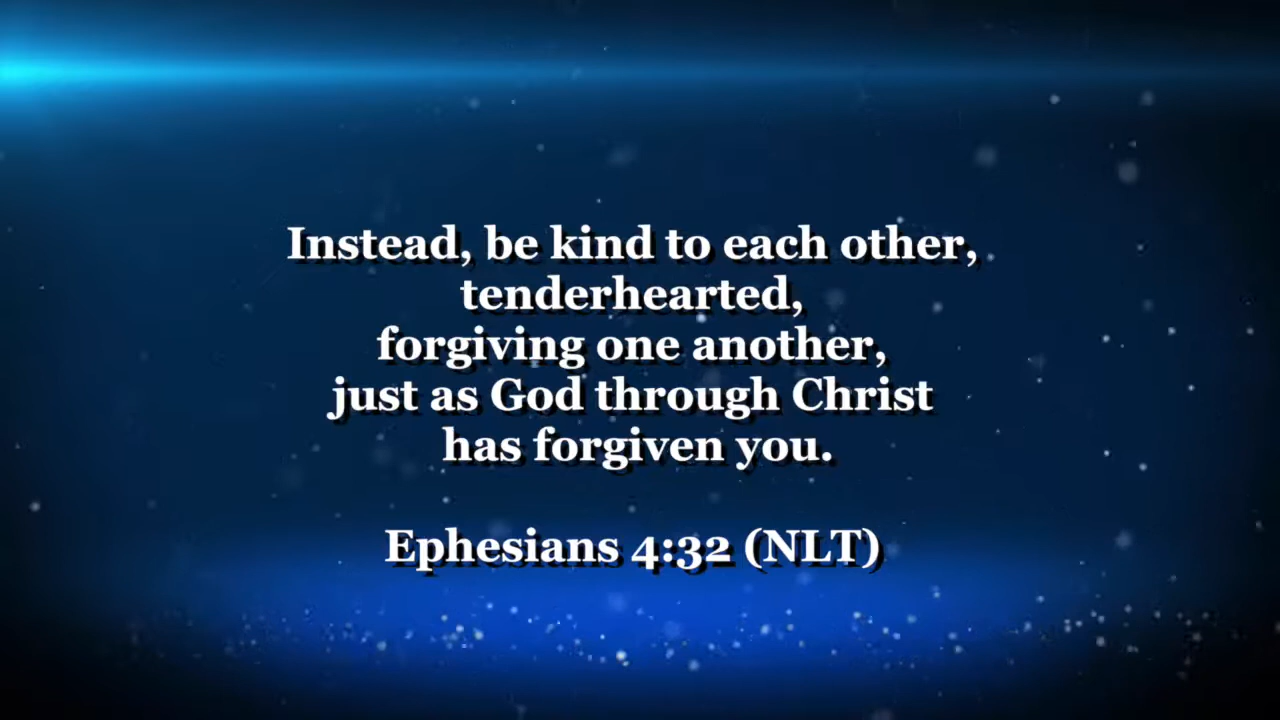 Instead, be kind to each other,
tenderhearted,
forgiving one another,
just as God through Christ
has forgiven you.
Ephesians 4:32 (NLT)